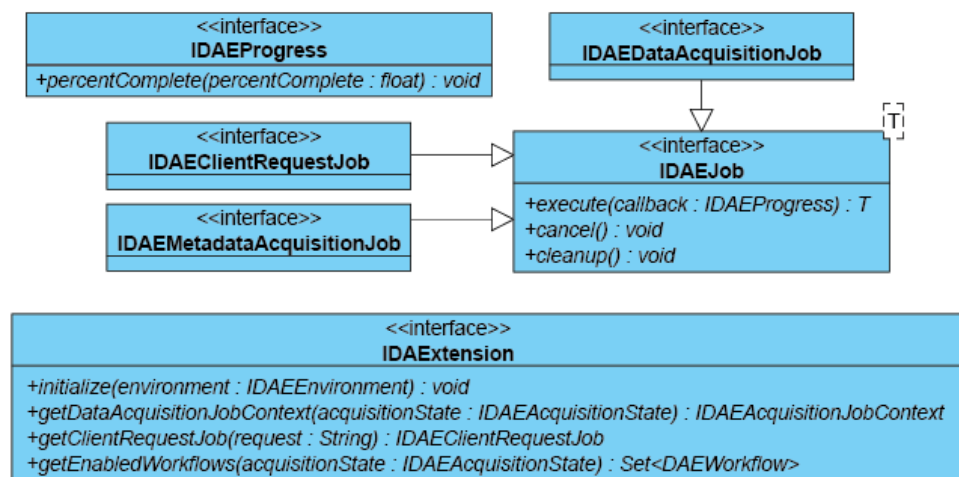 <<interface>>
IDAEProgress
+percentComplete(percentComplete : float) : void
<<interface>>
IDAEDataAcquisitionJob
<<interface>>
IDAEClientRequestJob
<<interface>>
IDAEMetadataAcquisitionJob
T
<<interface>>
IDAEJob
+execute(callback : IDAEProgress) : T
+cancel() : void
+cleanup() : void
<<interface>>
IDAExtension
+initialize(environment : IDAEEnvironment) : void
+getDataAcquisitionJobContext(acquisitionState : IDAEAcquisitionState) : IDAEAcquisitionJobContext
+getClientRequestJob(request : String) : IDAEClientRequestJob
+getEnabledWorkflows(acquisitionState : IDAEAcquisitionState) : Set<DAEWorkflow>